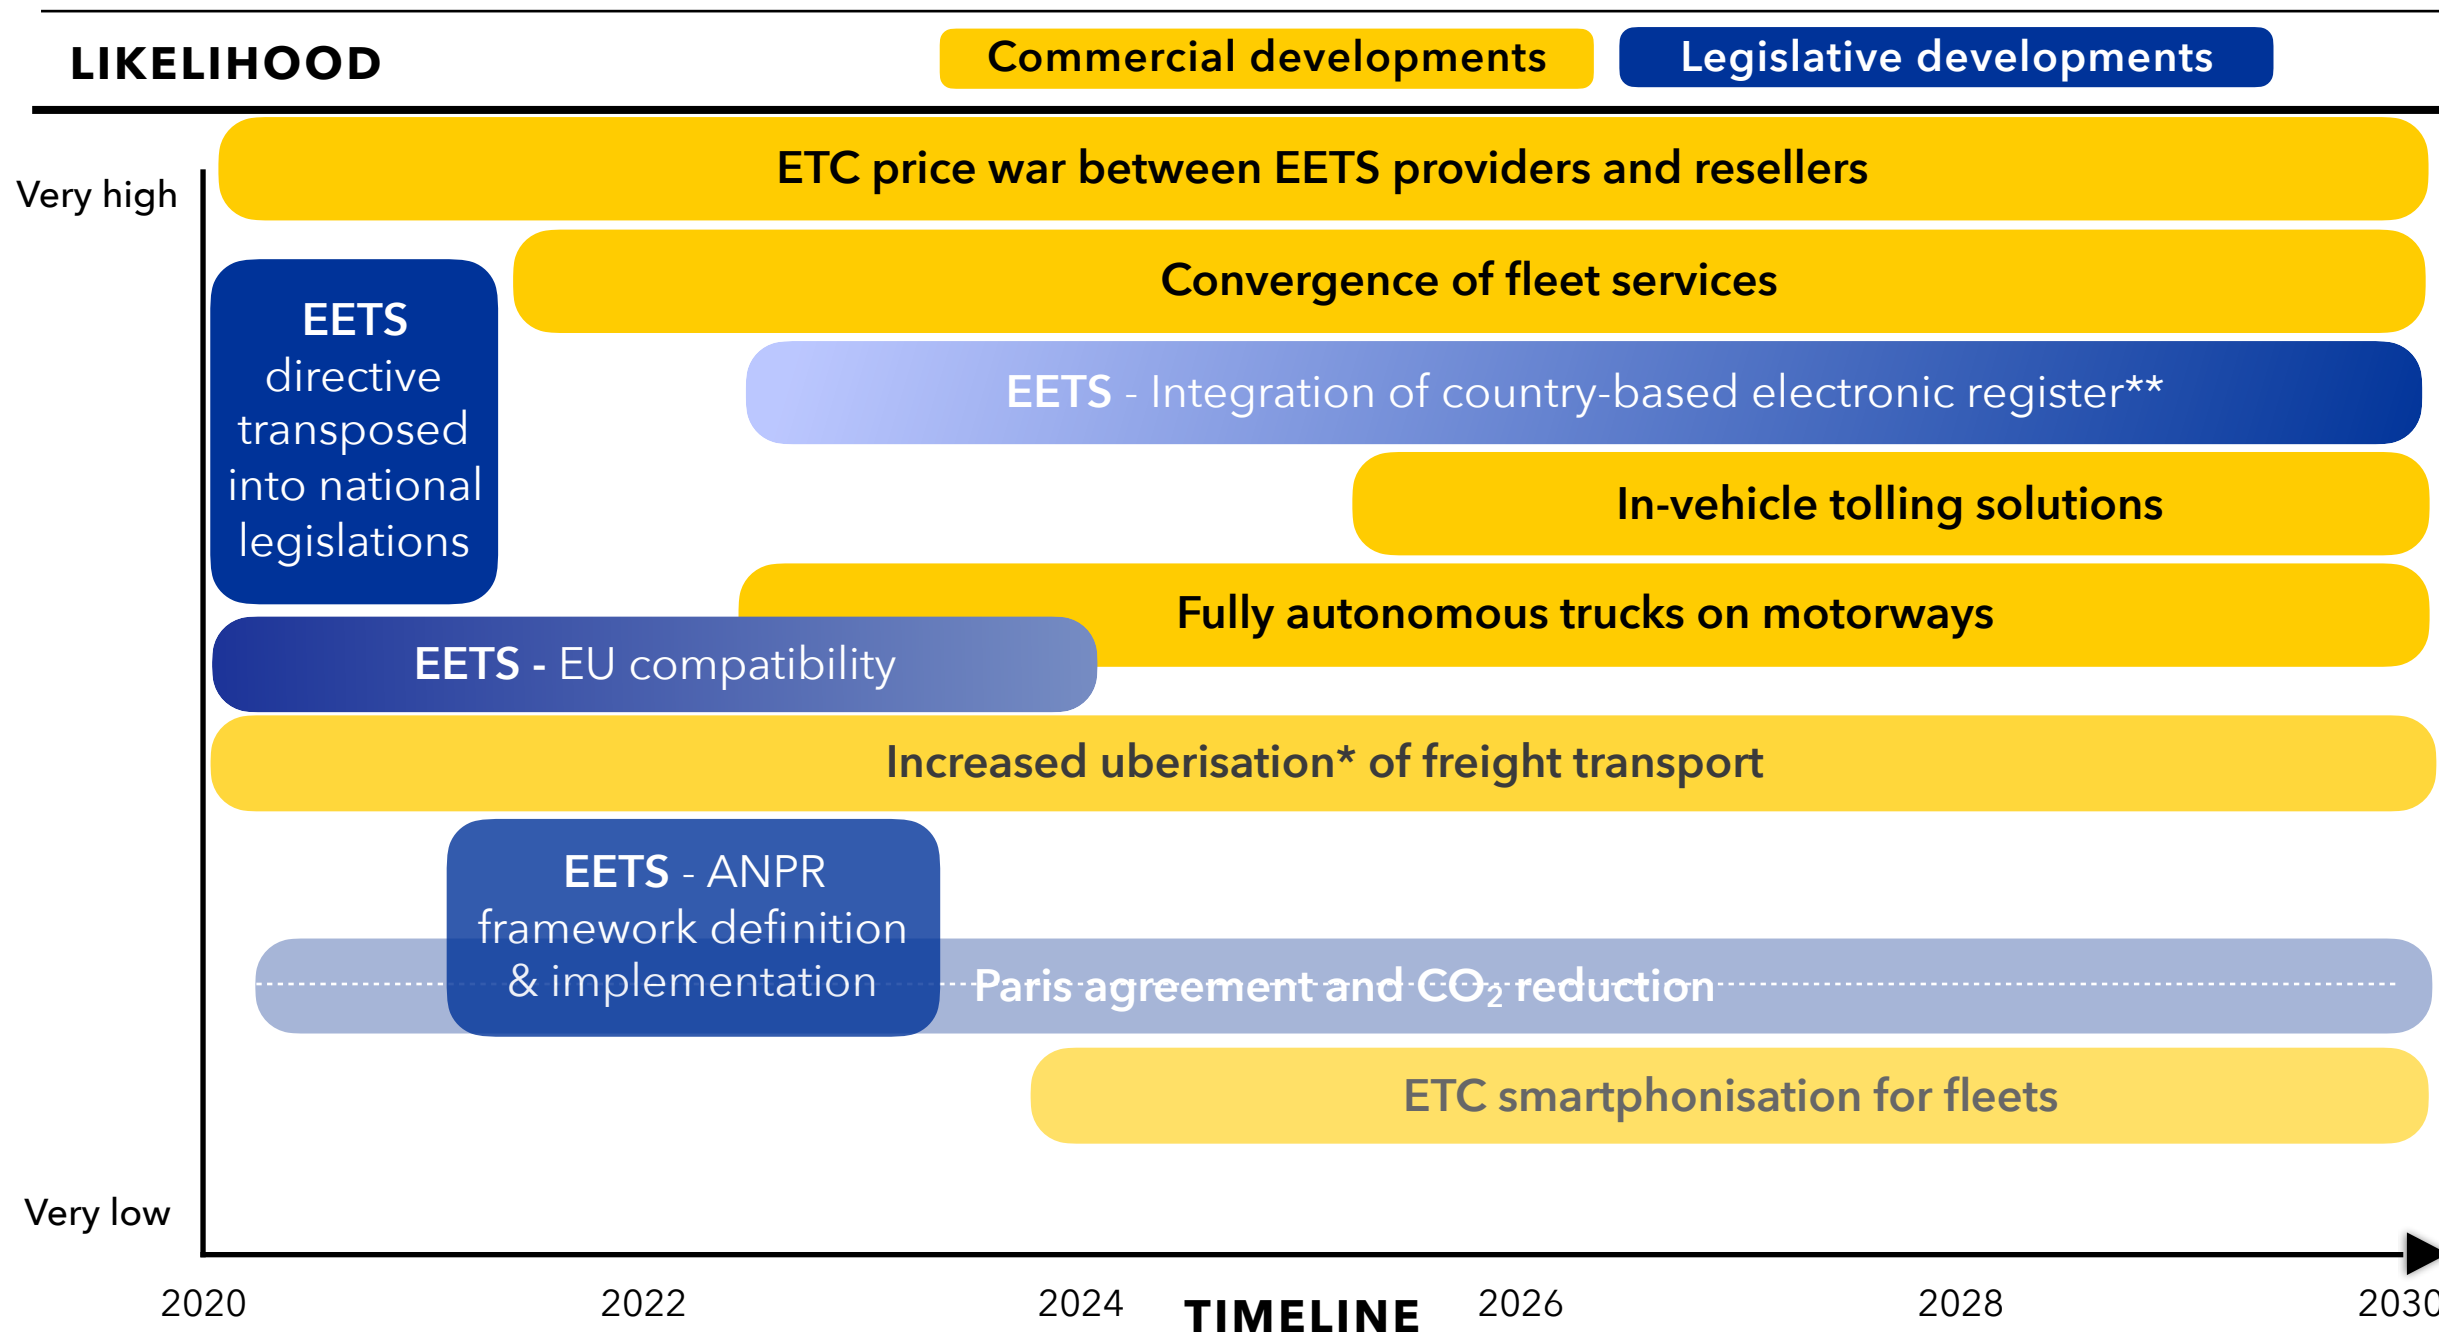 LIKELIHOOD
Commercial developments
Legislative developments
Very high
ETC price war between EETS providers and resellers
Convergence of fleet services
EETS
directive
transposed
into national
legislations
EETS - Integration of country-based electronic register**
In-vehicle tolling solutions
Fully autonomous trucks on motorways
EETS - EU compatibility
Increased uberisation* of freight transport
EETS - ANPR
framework definition
& implementation
Paris agreement and CO₂ reduction
ETC smartphonisation for fleets
Very low
2020
2022
2024
TIMELINE
2026
2028
2030